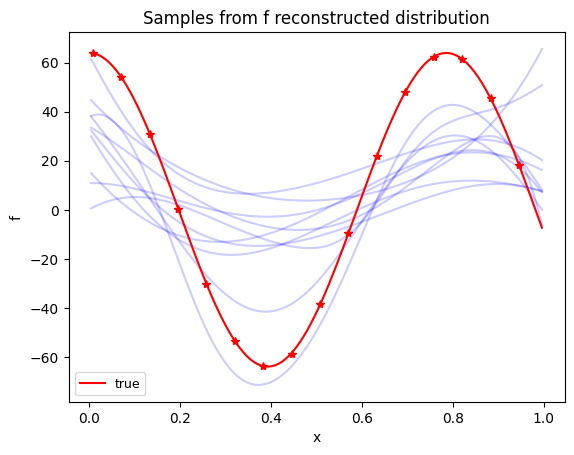 Samples from f reconstructed distribution
f
60
40
20
0
−20
−40
−60
true
0.0 0.2 0.4 0.6 0.8 1.0
x